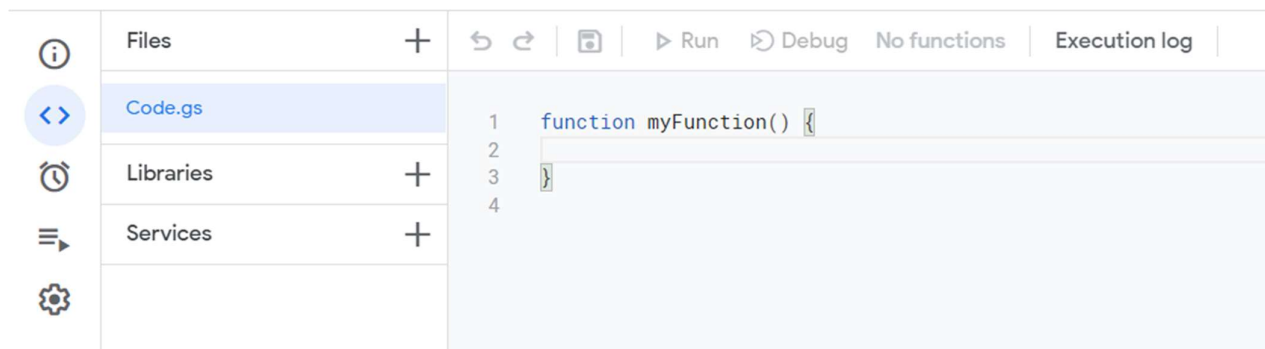 Files
Run Debug No functions Execution log
Code.gs
Libraries
Services
1 function myFunction() {
2
3 }
4